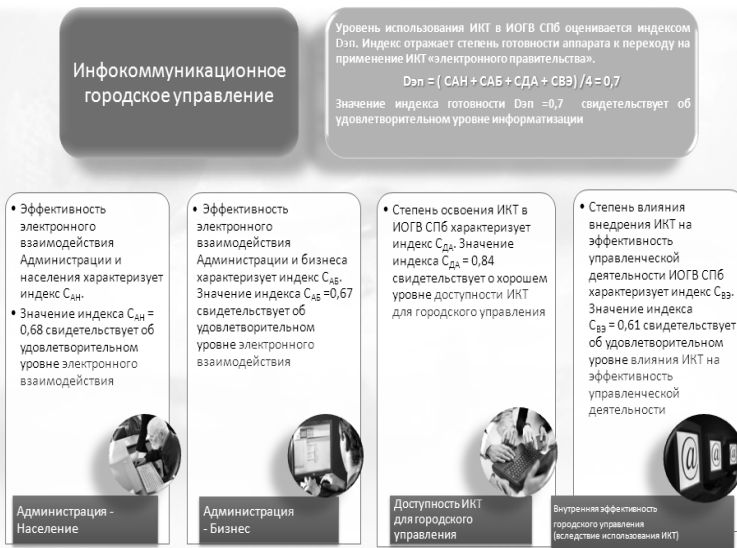 Инфокоммуникационное
городское управление
Уровень использования ИКТ в ИОГВ СПб оценивается индексом
Dэп. Индекс отражает степень готовности аппарата к переходу на
применение ИКТ «электронного правительства».
Dэп = ( САН + САБ + СДА + СВЭ) /4 = 0,7
Значение индекса готовности Dэп =0,7 свидетельствует об
удовлетворительном уровне информатизации
• Эффективность
электронного
взаимодействия
Администрации и
населения характеризует
индекс САН.
• Значение индекса САН =
0,68 свидетельствует об
удовлетворительном
уровне электронного
взаимодействия
Администрация -
Население
• Эффективность
электронного
взаимодействия
Администрации и бизнеса
характеризует индекс САБ.
Значение индекса САБ =0,67
свидетельствует об
удовлетворительном
уровне электронного
взаимодействия
Администрация
- Бизнес
• Степень освоения ИКТ в
ИОГВ СПб характеризует
индекс СДА. Значение
индекса СДА = 0,84
свидетельствует о хорошем
уровне доступности ИКТ
для городского управления
Доступность ИКТ
для городского
управления
• Степень влияния
внедрения ИКТ на
эффективность
управленческой
деятельности ИОГВ СПб
характеризует индекс СВЭ.
Значение индекса
СВЭ = 0,61 свидетельствует
об удовлетворительном
уровне влияния ИКТ на
эффективность
управленческой
деятельности
@ @ @
Внутренняя эффективность
городского управления
(вследствие использования ИКТ)